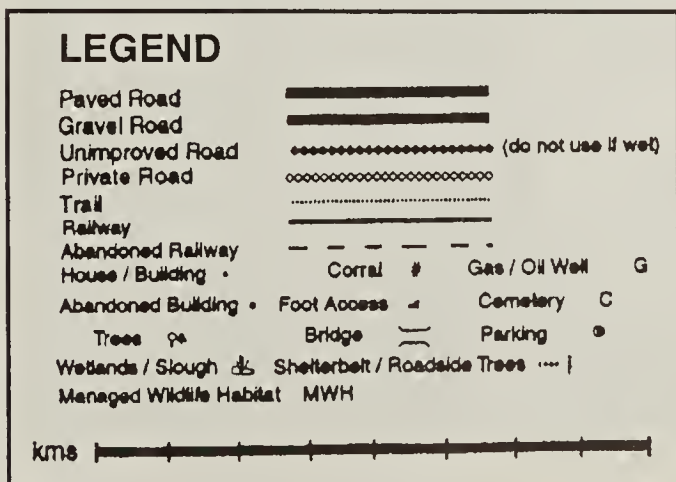 LEGEND
Paved Road
Gravel Road
Unimproved Road (do not use if wet)
Private Road
Trail
Railway
Abandoned Railway
House / Building Corral # Gas / Oil Well G
Abandoned Building Foot Access Cemetery C
Trees Bridge Parking
Wetlands / Slough Shelterbelt / Roadside Trees
Managed Wildlife Habitat MWH
kms